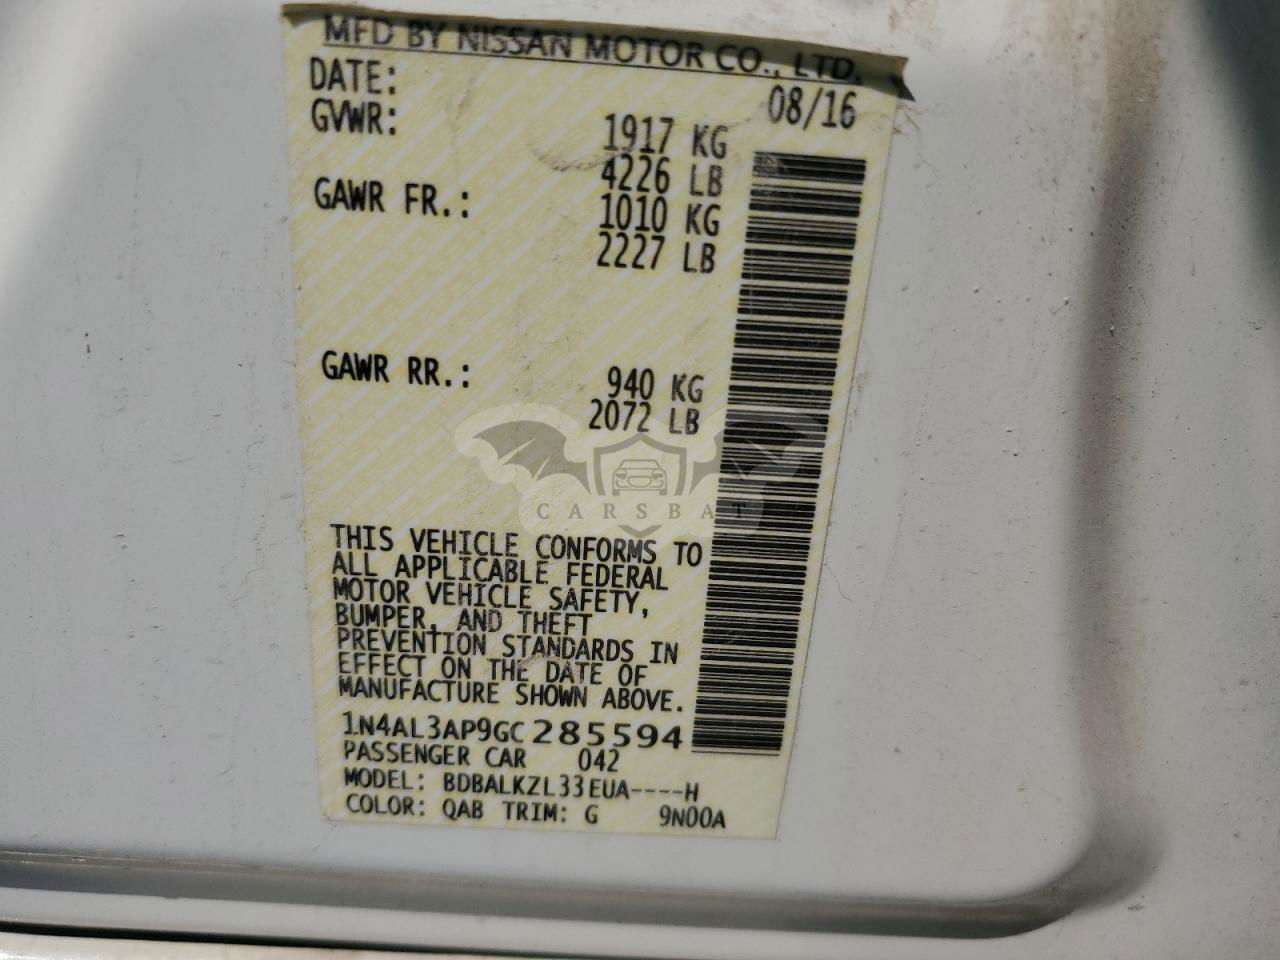 MFD BY NISSAN MOTOR CO., LTD.
DATE: 08/16
GVWR: 1917 KG
4226 LB
GAWR FR.: 1010 KG
2227 LB
GAWR RR.: 940 KG
2072 LB
CARSBAT
THIS VEHICLE CONFORMS TO
ALL APPLICABLE FEDERAL
MOTOR VEHICLE SAFETY,
BUMPER, AND THEFT
PREVENTION STANDARDS IN
EFFECT ON THE DATE OF
MANUFACTURE SHOWN ABOVE.
1N4AL3AP9GC285594
PASSENGER CAR 042
MODEL: BDBALKZL33EUA----H
COLOR: QAB TRIM: G 9N00A